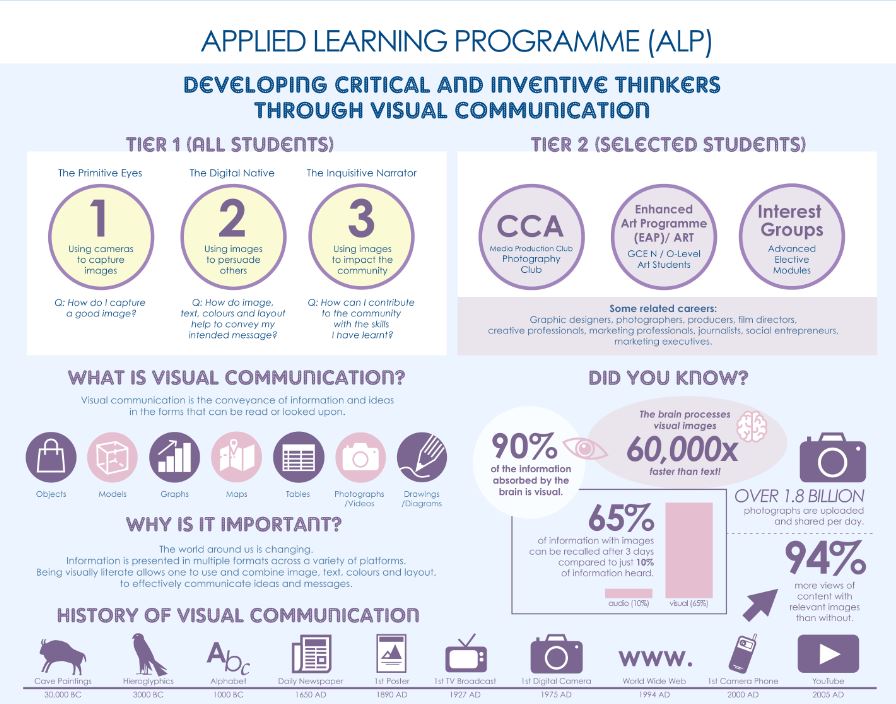 APPLIED LEARNING PROGRAMME (ALP)
DEVELOPING CRITICAL AND INVENTIVE THINKERS
THROUGH VISUAL COMMUNICATION
TIER 1 (ALL STUDENTS)
The Primitive Eyes
1
Using cameras
to capture
images
Q: How do I capture
a good image?
The Digital Native
2
Using images
to persuade
others
Q: How do image,
text, colours and layout
help to convey my
intended message?
The Inquisitive Narrator
3
Using images
to impact the
community
Q: How can I contribute
to the community
with the skills
I have learnt?
TIER 2 (SELECTED STUDENTS)
CCA
Media Production Club
Photography
Club
Enhanced
Art Programme
(EAP)/ ART
GCE N / O-Level
Art Students
Interest
Groups
Advanced
Elective
Modules
Some related careers:
Graphic designers, photographers, producers, film directors,
creative professionals, marketing professionals, journalists, social entrepreneurs,
marketing executives.
WHAT IS VISUAL COMMUNICATION?
Visual communication is the conveyance of information and ideas
in the forms that can be read or looked upon.
Objects
Models
Graphs
Maps
Tables
Photographs
/Videos
Drawings
/Diagrams
WHY IS IT IMPORTANT?
The world around us is changing.
Information is presented in multiple formats across a variety of platforms.
Being visually literate allows one to use and combine image, text, colours and layout,
to effectively communicate ideas and messages.
DID YOU KNOW?
90%
of the information
absorbed by the
brain is visual.
The brain processes
visual images
60,000x
faster than text!
65%
of information with images
can be recalled after 3 days
compared to just 10%
of information heard.
audio (10%)
visual (65%)
OVER 1.8 BILLION
photographs are uploaded
and shared per day.
94%
more views of
content with
relevant images
than without.
HISTORY OF VISUAL COMMUNICATION
Abc
www.
Cave Paintings
Hieroglyphics
Alphabet
Daily Newspaper
1st Poster
1st TV Broadcast
1st Digital Camera
World Wide Web
1st Camera Phone
YouTube
30,000 BC
3000 BC
1000 BC
1650 AD
1890 AD
1927 AD
1975 AD
1994 AD
2000 AD
2005 AD